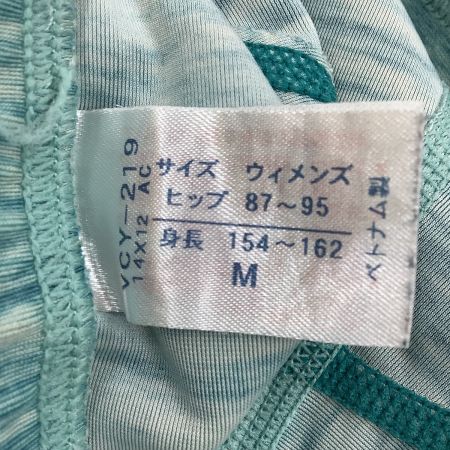 サイズ ウィメンズ
ヒップ 87～95
身長 154～162
M
VCY-219
14X12 AC
ベトナム製